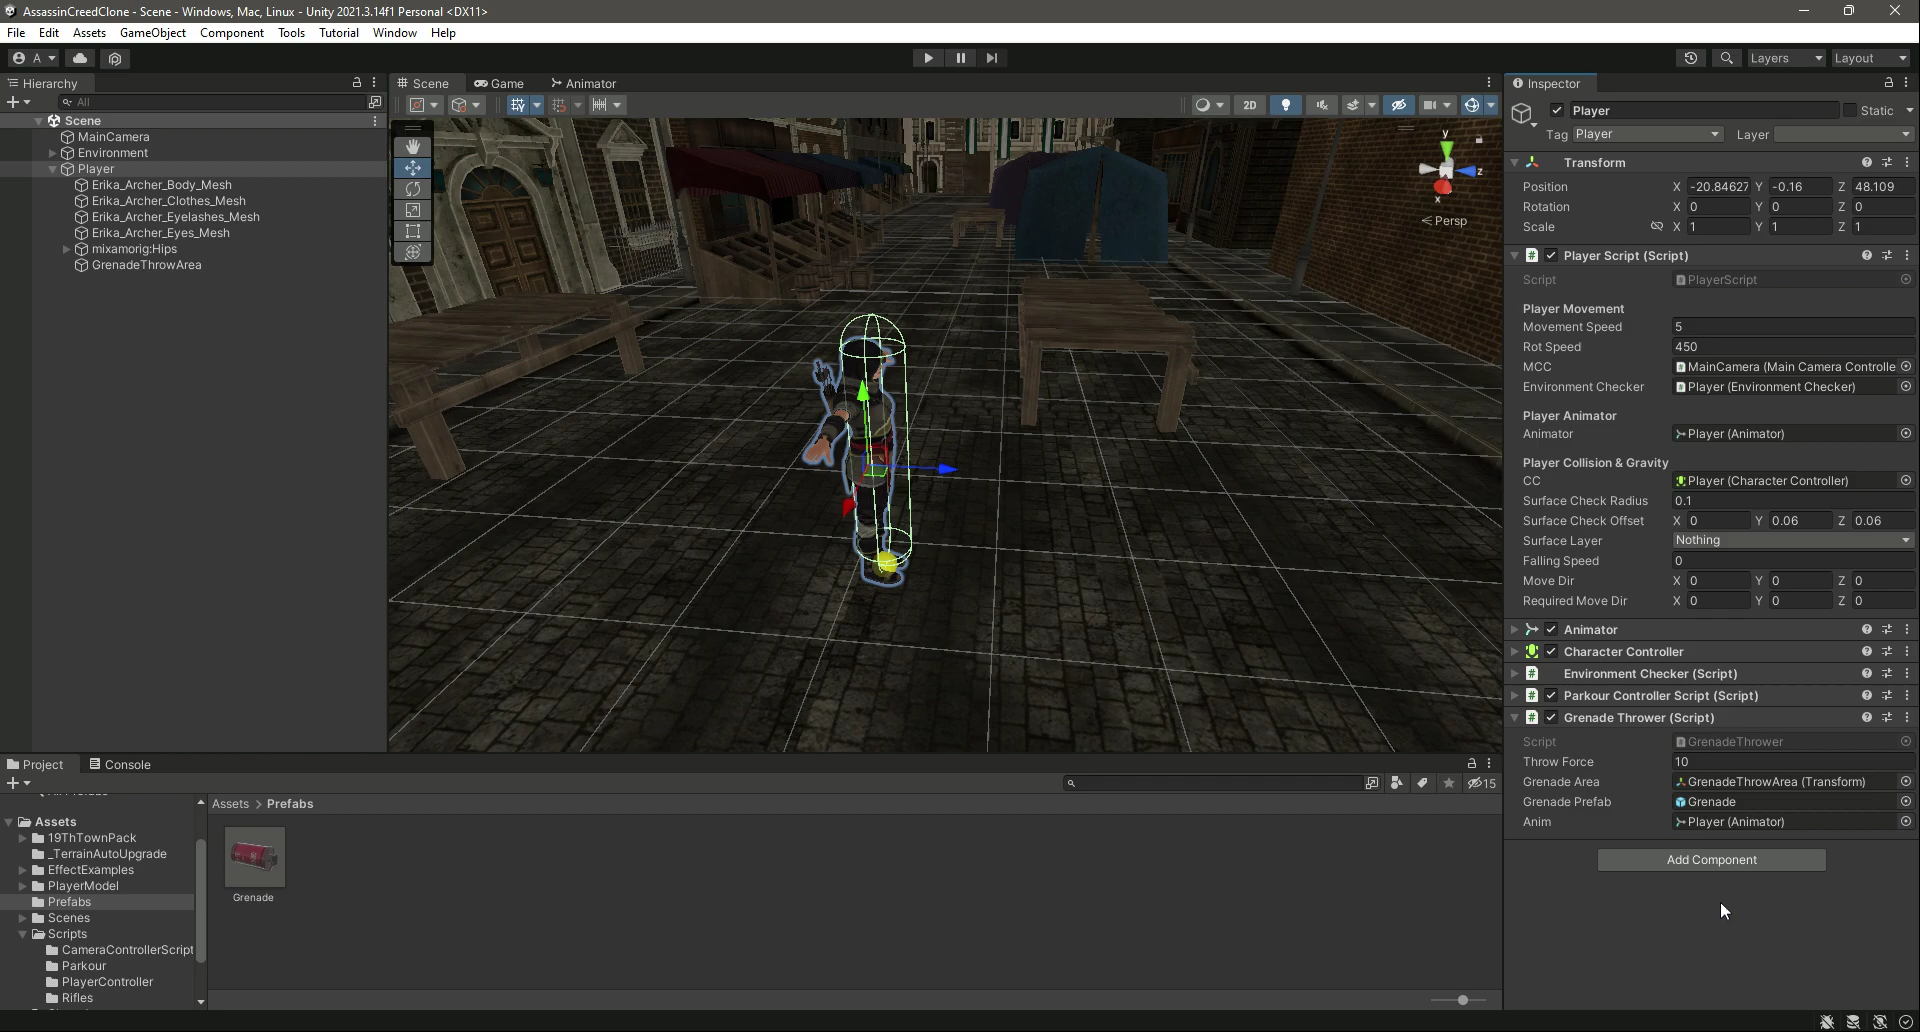 AssassinCreedClone - Scene - Windows, Mac, Linux - Unity 2021.3.14f1 Personal <DX11>
File Edit Assets GameObject Component Tools Tutorial Window Help
A Layers Layout
Hierarchy
All
Scene
MainCamera
Environment
Player
Erika_Archer_Body_Mesh
Erika_Archer_Clothes_Mesh
Erika_Archer_Eyelashes_Mesh
Erika_Archer_Eyes_Mesh
mixamorig:Hips
GrenadeThrowArea
Scene Game Animator
2D
y
z
x
Persp
Inspector
Player Static
Tag Player Layer
Transform
Position X -20.84627 Y -0.16 Z 48.109
Rotation X 0 Y 0 Z 0
Scale X 1 Y 1 Z 1
Player Script (Script)
Script PlayerScript
Player Movement
Movement Speed 5
Rot Speed 450
MCC MainCamera (Main Camera Controlle
Environment Checker Player (Environment Checker)
Player Animator
Animator Player (Animator)
Player Collision & Gravity
CC Player (Character Controller)
Surface Check Radius 0.1
Surface Check Offset X 0 Y 0.06 Z 0.06
Surface Layer Nothing
Falling Speed 0
Move Dir X 0 Y 0 Z 0
Required Move Dir X 0 Y 0 Z 0
Animator
Character Controller
Environment Checker (Script)
Parkour Controller Script (Script)
Grenade Thrower (Script)
Script GrenadeThrower
Throw Force 10
Grenade Area GrenadeThrowArea (Transform)
Grenade Prefab Grenade
Anim Player (Animator)
Add Component
Project Console
15
Assets > Prefabs
Assets
19ThTownPack
_TerrainAutoUpgrade
EffectExamples
PlayerModel
Prefabs
Scenes
Scripts
CameraControllerScript
Parkour
PlayerController
Rifles
Grenade